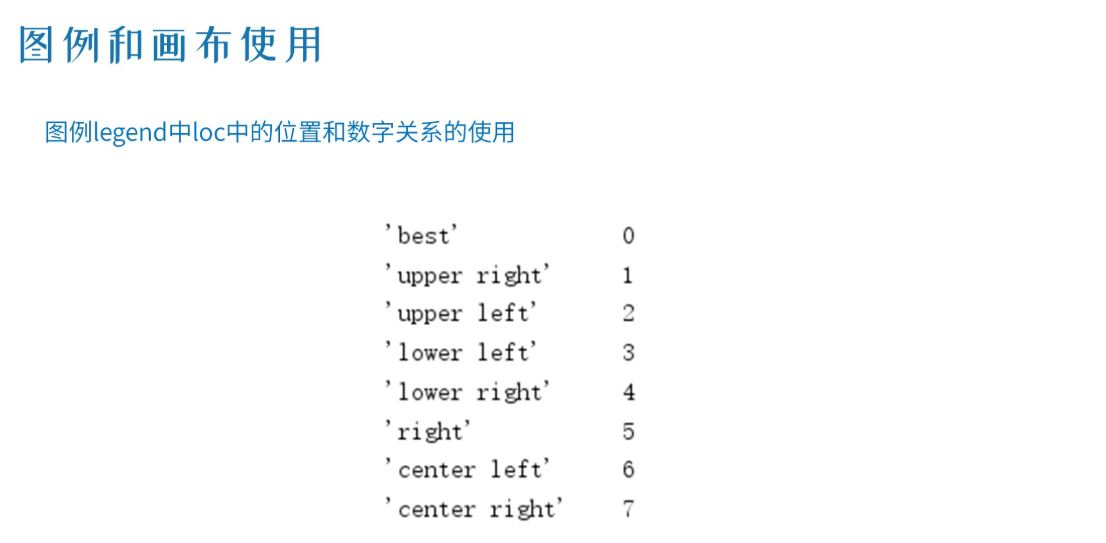 图例和画布使用
图例legend中loc中的位置和数字关系的使用
'best' 0
'upper right' 1
'upper left' 2
'lower left' 3
'lower right' 4
'right' 5
'center left' 6
'center right' 7